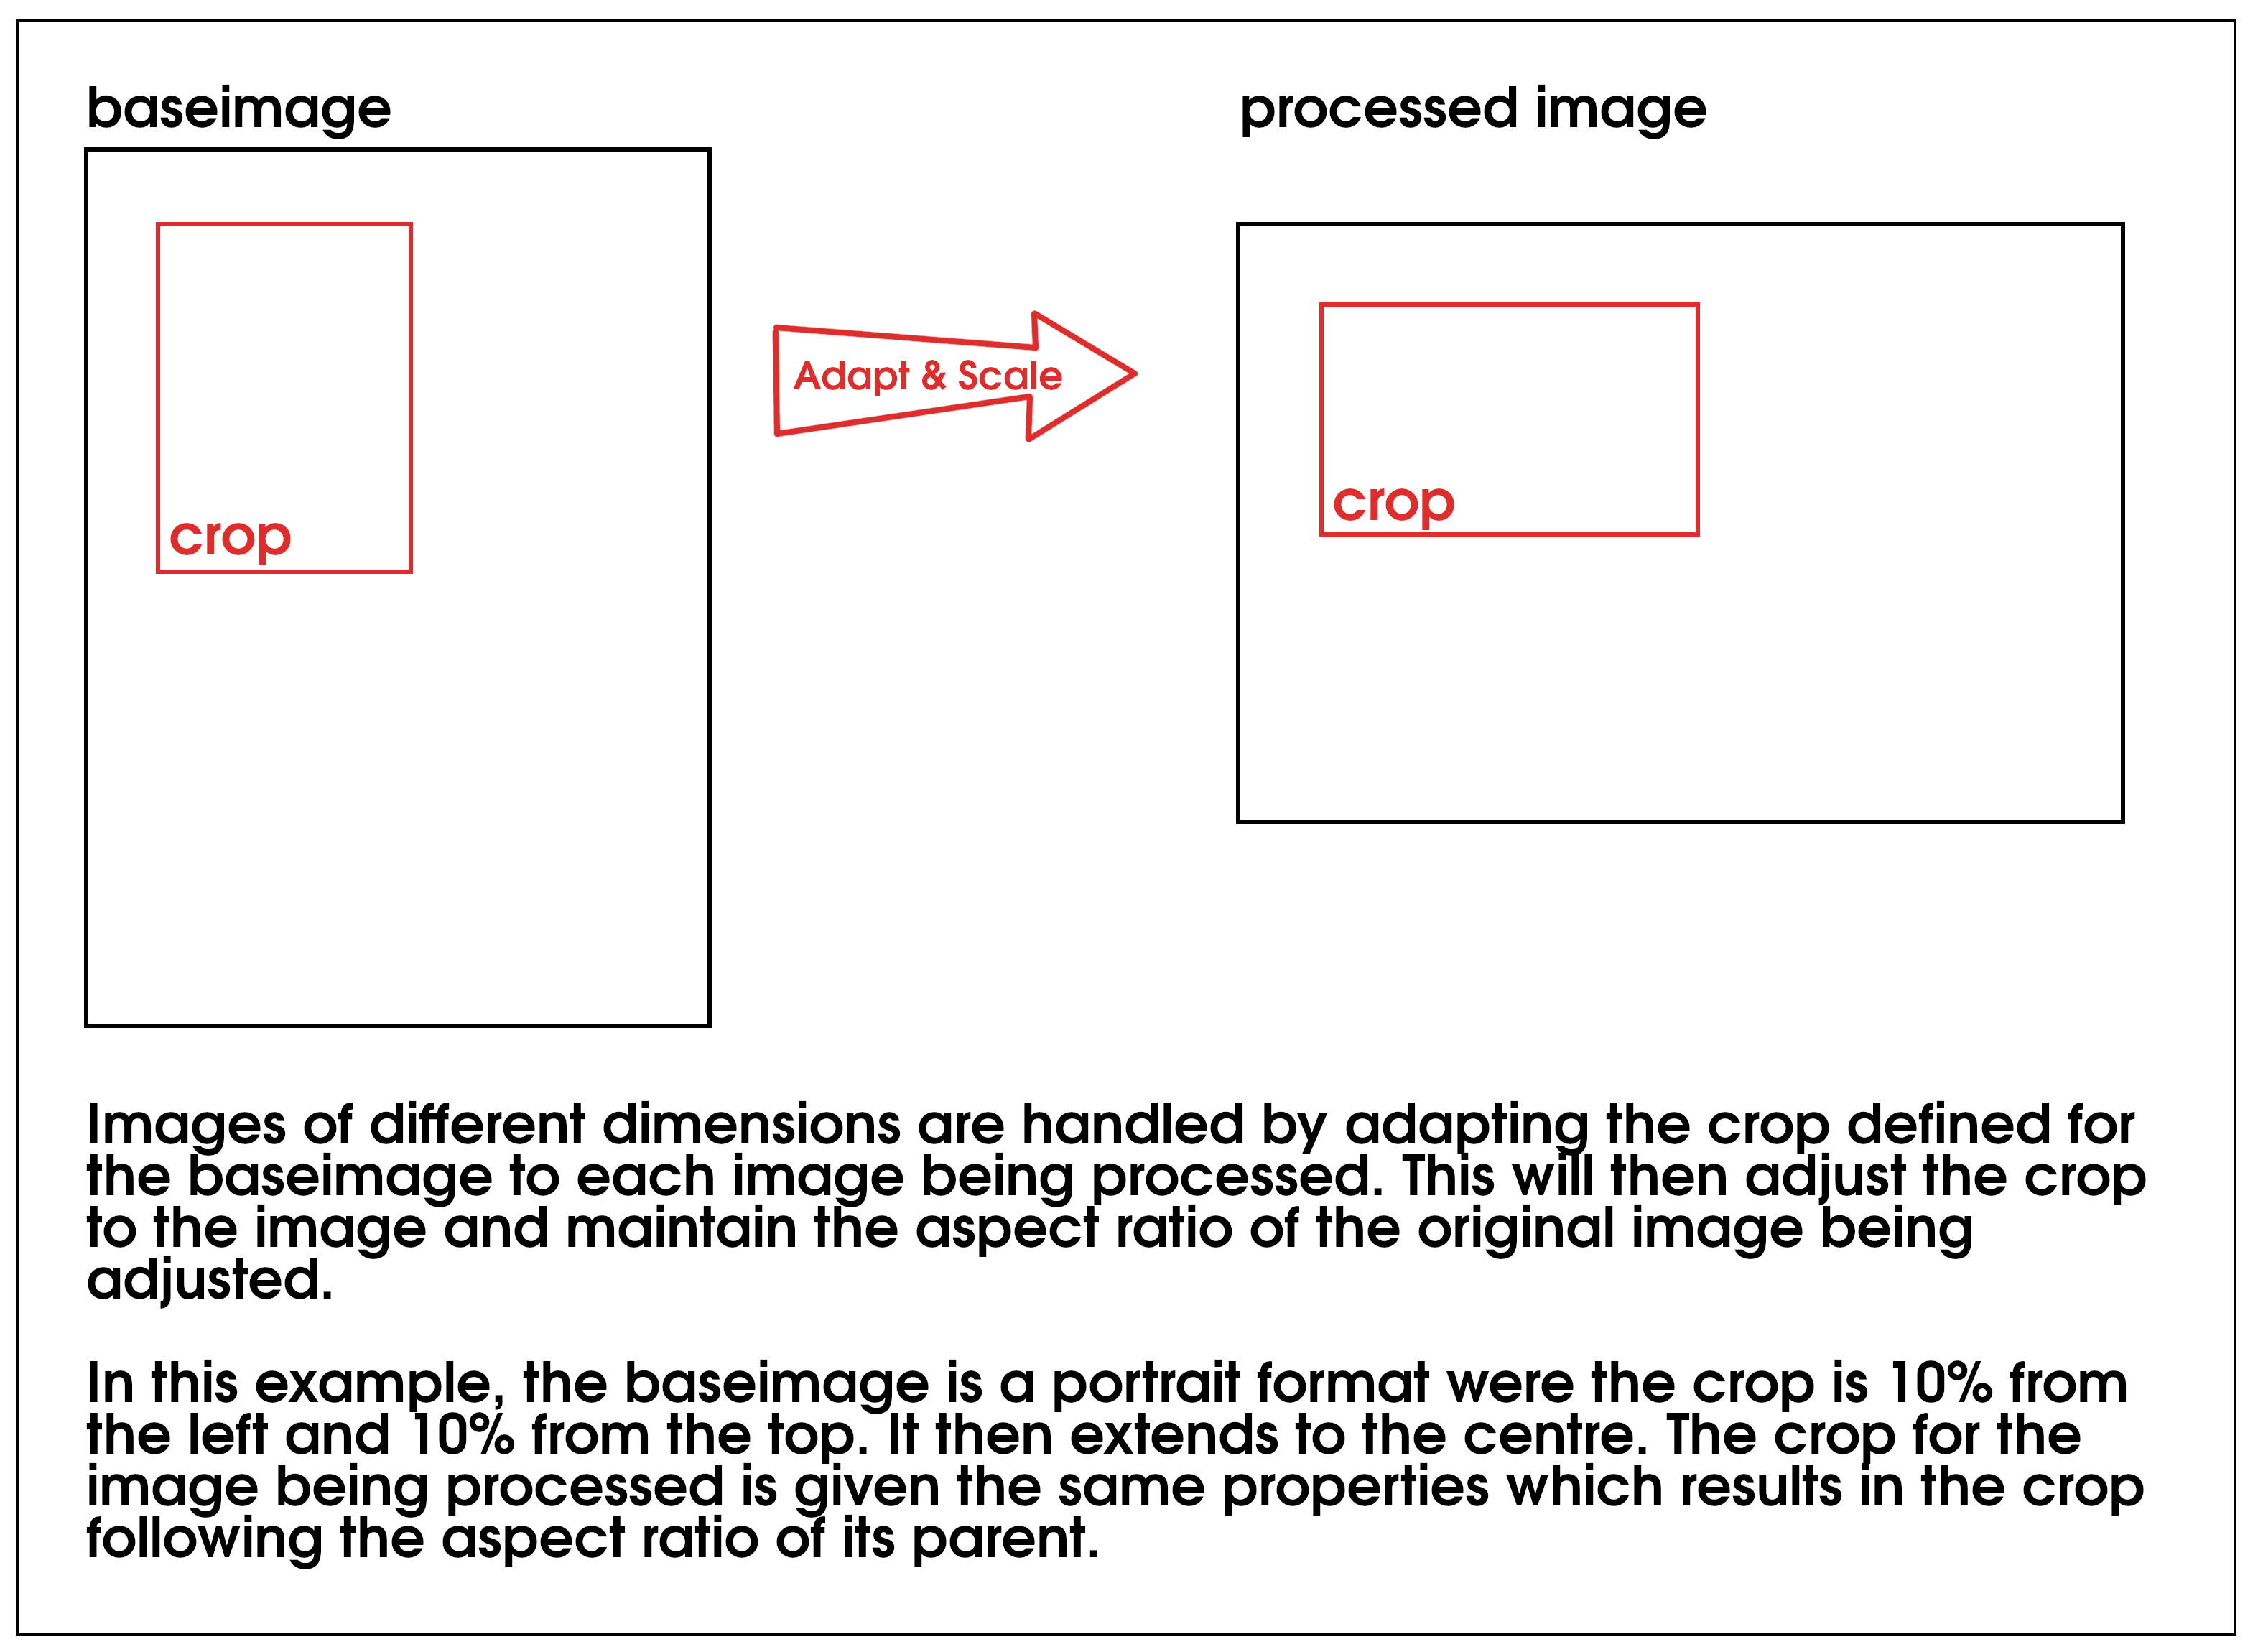 baseimage
processed image
Adapt & Scale
crop
crop
Images of different dimensions are handled by adapting the crop defined for
the baseimage to each image being processed. This will then adjust the crop
to the image and maintain the aspect ratio of the original image being
adjusted.
In this example, the baseimage is a portrait format were the crop is 10% from
the left and 10% from the top. It then extends to the centre. The crop for the
image being processed is given the same properties which results in the crop
following the aspect ratio of its parent.